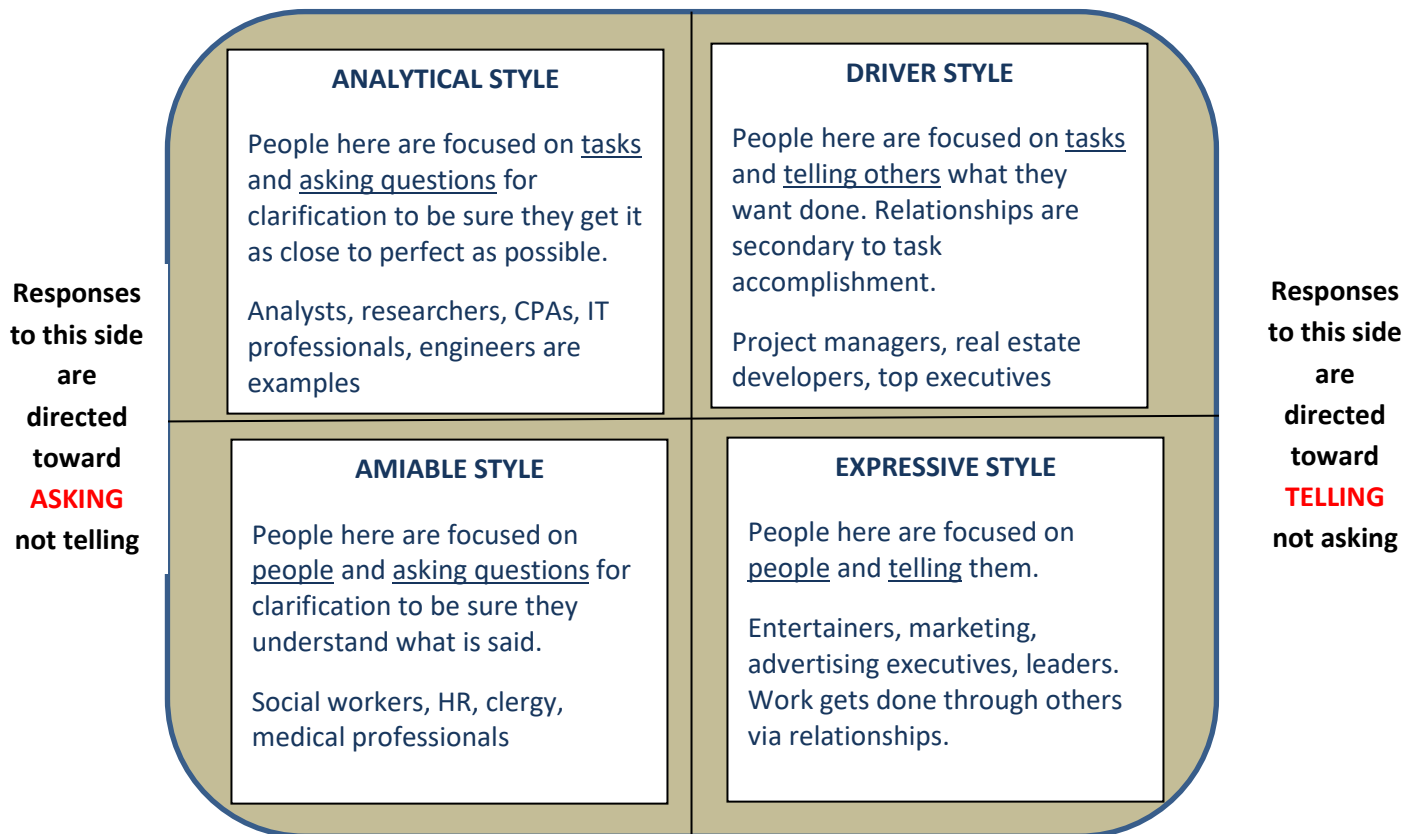 ANALYTICAL STYLE
People here are focused on tasks
and asking questions for
clarification to be sure they get it
as close to perfect as possible.
Analysts, researchers, CPAs, IT
professionals, engineers are
examples
DRIVER STYLE
People here are focused on tasks
and telling others what they
want done. Relationships are
secondary to task
accomplishment.
Project managers, real estate
developers, top executives
Responses
to this side
are
directed
toward
ASKING
not telling
Responses
to this side
are
directed
toward
TELLING
not asking
AMIABLE STYLE
People here are focused on
people and asking questions for
clarification to be sure they
understand what is said.
Social workers, HR, clergy,
medical professionals
EXPRESSIVE STYLE
People here are focused on
people and telling them.
Entertainers, marketing,
advertising executives, leaders.
Work gets done through others
via relationships.